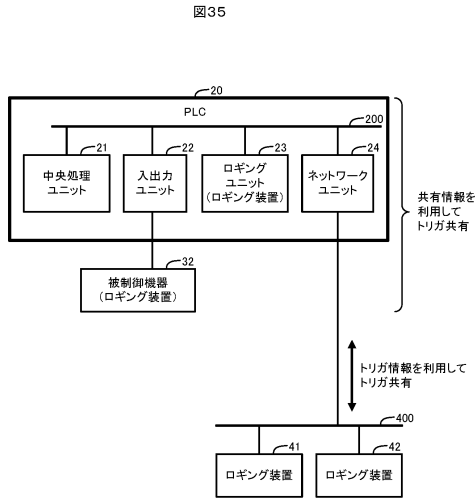 図35
20
PLC
200
21
中央処理
ユニット
22
入出力
ユニット
23
ロギング
ユニット
(ロギング装置)
24
ネットワーク
ユニット
共有情報を
利用して
トリガ共有
32
被制御機器
(ロギング装置)
トリガ情報を利用して
トリガ共有
400
41
ロギング装置
42
ロギング装置